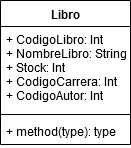 Libro
+ CodigoLibro: Int
+ NombreLibro: String
+ Stock: Int
+ CodigoCarrera: Int
+ CodigoAutor: Int
+ method(type): type